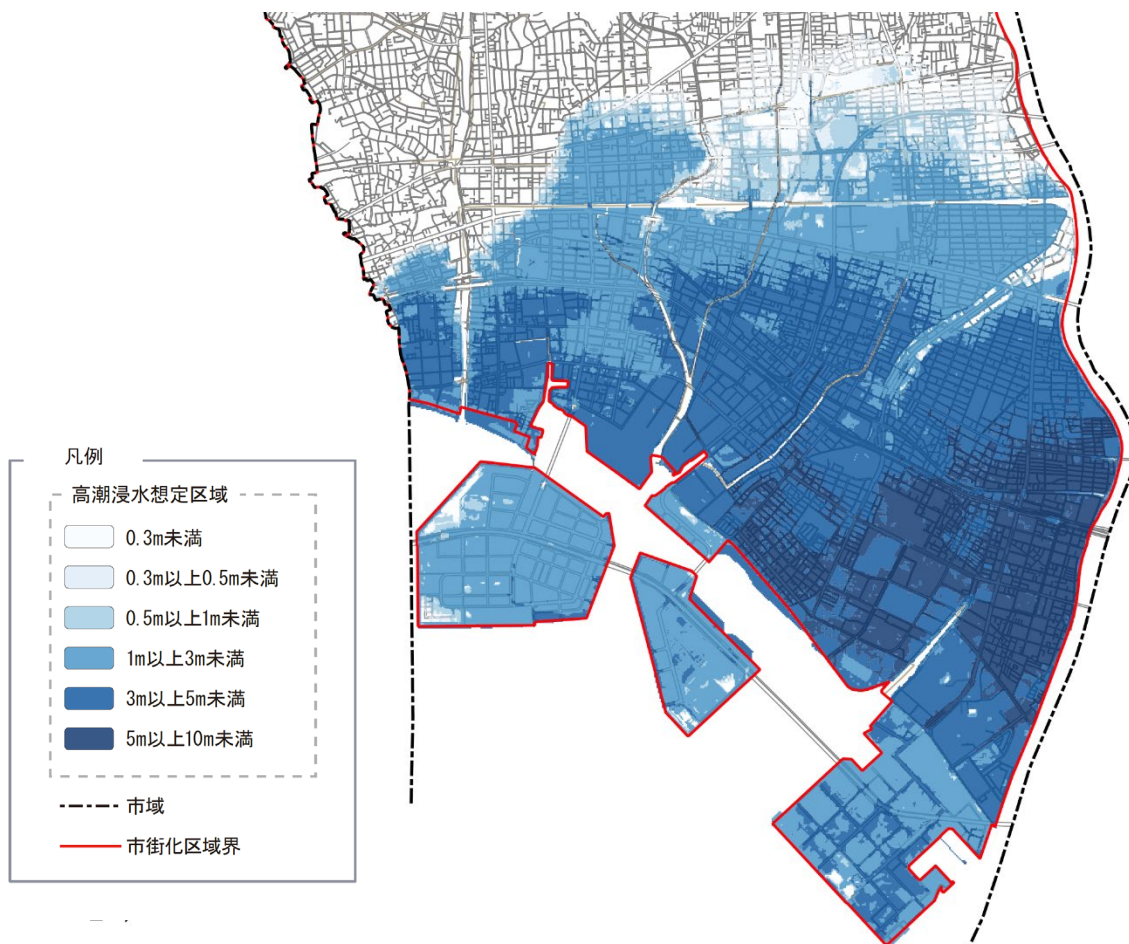 凡例
高潮浸水想定区域
0.3m未満
0.3m以上0.5m未満
0.5m以上1m未満
1m以上3m未満
3m以上5m未満
5m以上10m未満
市域
市街化区域界